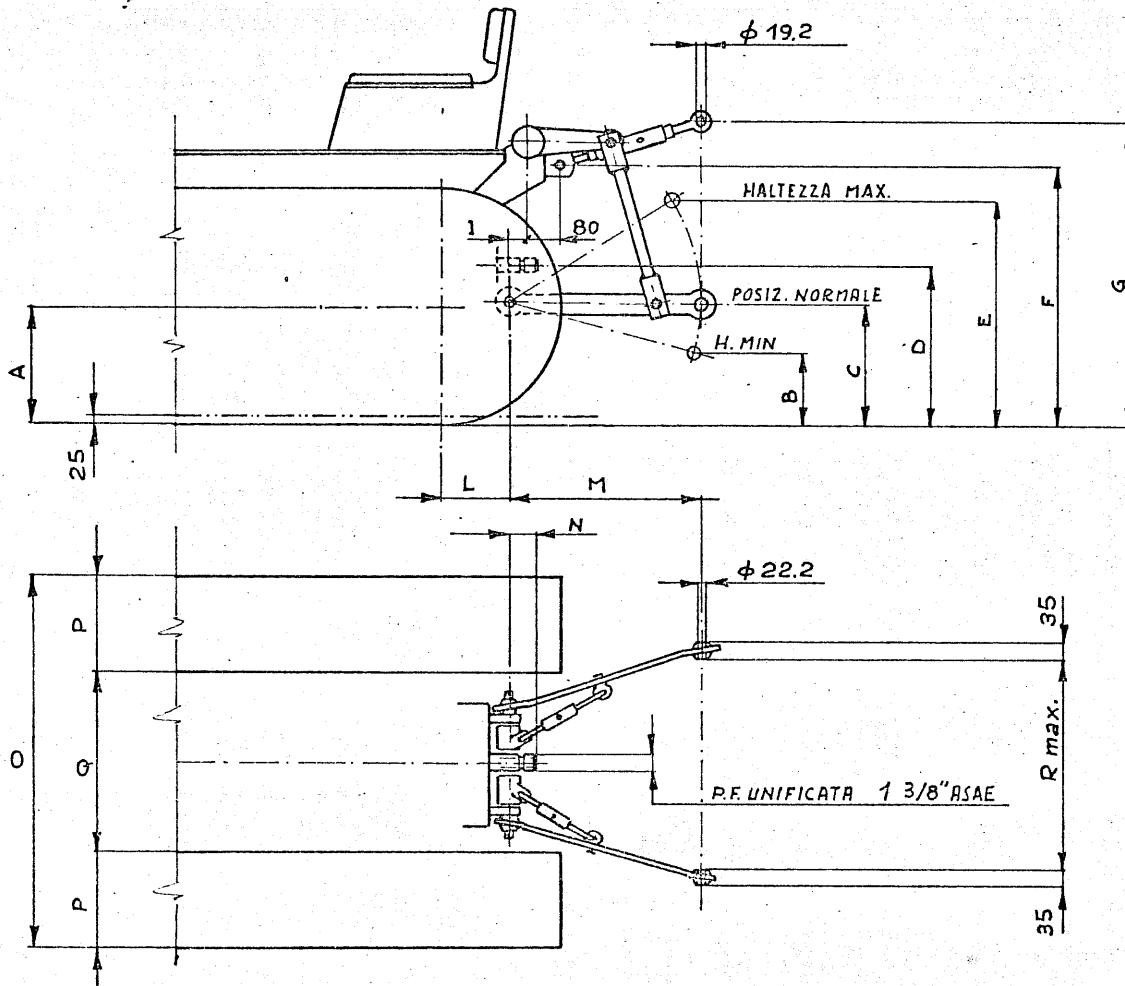 ϕ 19.2
HALTEZZA MAX.
1
80
POSIZ. NORMALE
H. MIN
A
B
C
D
E
F
G
25
L
M
N
ϕ 22.2
35
P
O
Q
R max.
P.F. UNIFICATA 1 3/8" ASAE
P
35